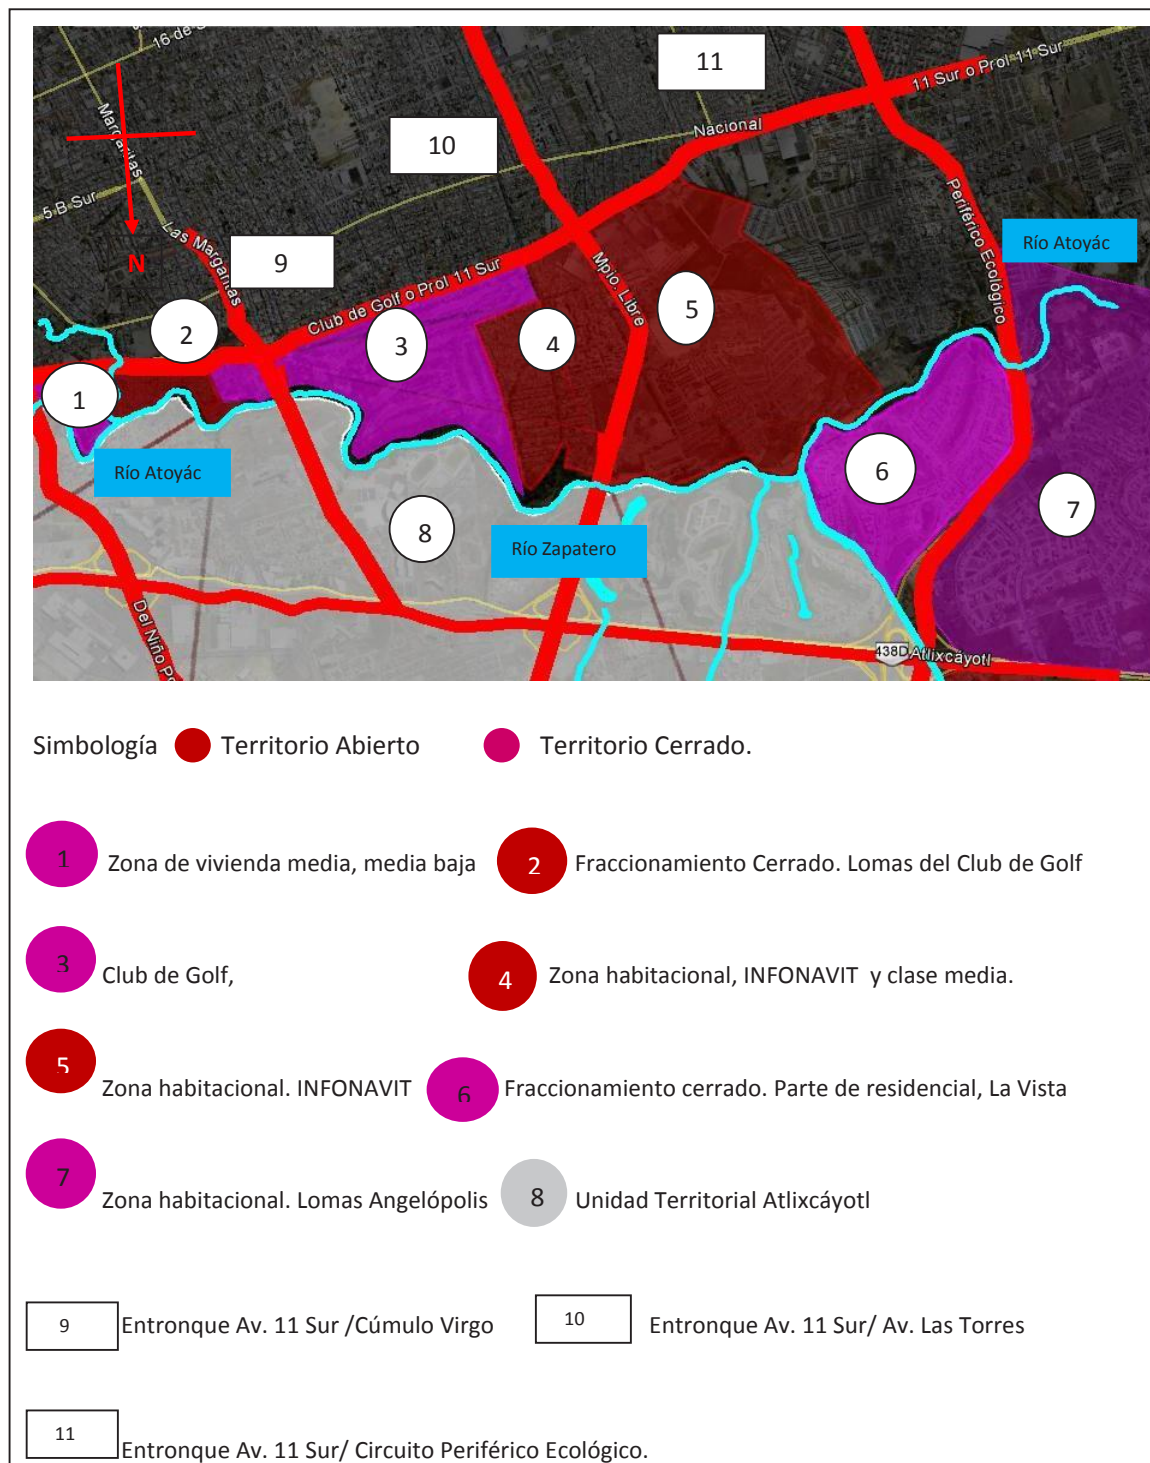 16 de
11
11 Sur o Prol 11 Sur
Margaritas
Nacional
10
5 B Sur
Periférico Ecológico
Las Margaritas
Río Atoyác
N
9
Mpio. Libre
Club de Golf o Prol 11 Sur
5
2
3
4
1
6
Río Atoyác
7
8
Río Zapatero
Del Niño Po
438D
Atlixcáyotl
Simbología Territorio Abierto Territorio Cerrado.
1 Zona de vivienda media, media baja 2 Fraccionamiento Cerrado. Lomas del Club de Golf
3 Club de Golf, 4 Zona habitacional, INFONAVIT y clase media.
5 Zona habitacional. INFONAVIT 6 Fraccionamiento cerrado. Parte de residencial, La Vista
7 Zona habitacional. Lomas Angelópolis 8 Unidad Territorial Atlixcáyotl
9 Entronque Av. 11 Sur /Cúmulo Virgo 10 Entronque Av. 11 Sur/ Av. Las Torres
11 Entronque Av. 11 Sur/ Circuito Periférico Ecológico.